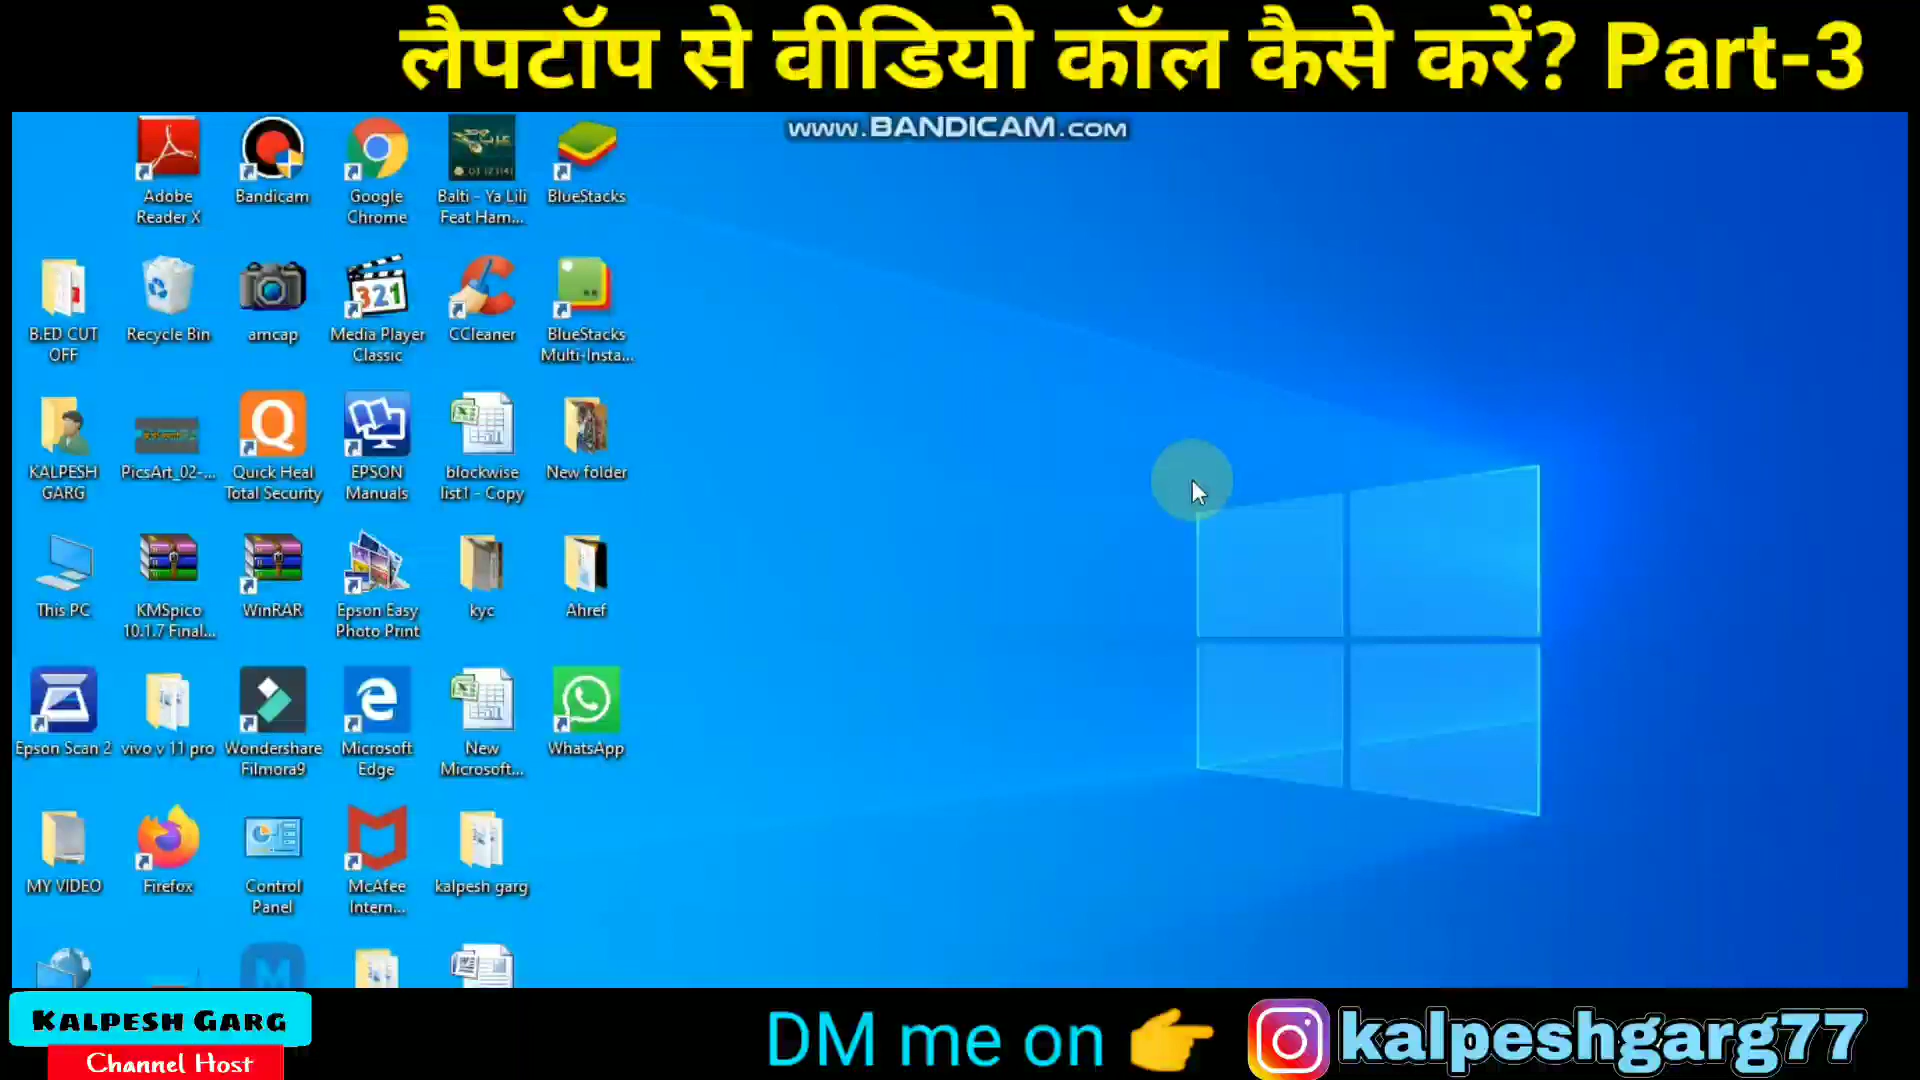 लैपटॉप से वीडियो कॉल कैसे करें? Part-3
www.BANDICAM.com
Adobe
Reader X
Bandicam
Google
Chrome
Balti - Ya Lili
Feat Ham...
BlueStacks
B.ED CUT
OFF
Recycle Bin
amcap
321
Media Player
Classic
CCleaner
BlueStacks
Multi-Insta...
KALPESH
GARG
PicsArt_02-...
Quick Heal
Total Security
EPSON
Manuals
blockwise
list1 - Copy
New folder
This PC
KMSpico
10.1.7 Final...
WinRAR
Epson Easy
Photo Print
kyc
Ahref
Epson Scan 2
vivo v 11 pro
Wondershare
Filmora9
Microsoft
Edge
New
Microsoft...
WhatsApp
MY VIDEO
Firefox
Control
Panel
McAfee
Intern...
kalpesh garg
KALPESH GARG
Channel Host
DM me on
kalpeshgarg77